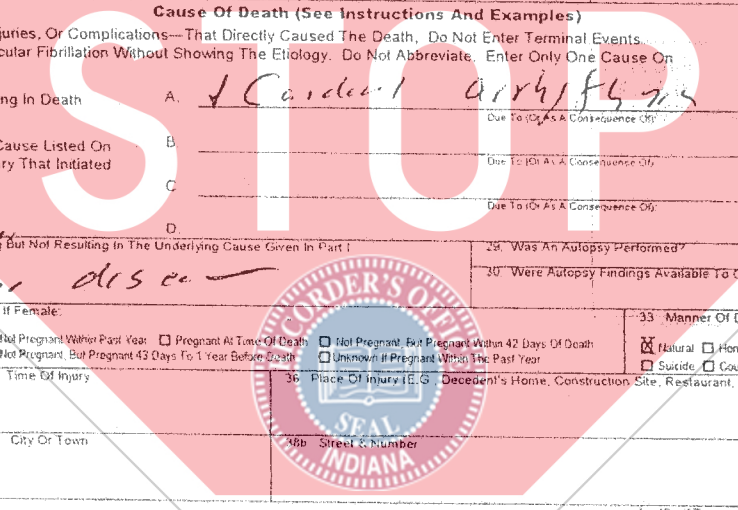 Cause Of Death (See Instructions And Examples)
juries, Or Complications—That Directly Caused The Death, Do Not Enter Terminal Events
cular Fibrillation Without Showing The Etiology. Do Not Abbreviate. Enter Only One Cause On
ng In Death A.
Due To (Or As A Consequence Of):
Cause Listed On B
ry That Initiated
Due To (Or As A Consequence Of):
C
Due To (Or As A Consequence Of):
D.
But Not Resulting In The Underlying Cause Given In Part I
29. Was An Autopsy Performed?
30 Were Autopsy Findings Available To C
If Female:
33 Manner Of D
Not Pregnant Within Past Year Pregnant At Time Of Death Not Pregnant, But Pregnant Within 42 Days Of Death
Natural Hom
Not Pregnant, But Pregnant 43 Days To 1 Year Before Death Unknown If Pregnant Within The Past Year
Suicide Cou
Time Of Injury
36 Place Of Injury (E.G., Decedent's Home, Construction Site, Restaurant,
City Or Town
38b Street & Number
STOP
RECORDER'S OFFICE
SEAL
INDIANA